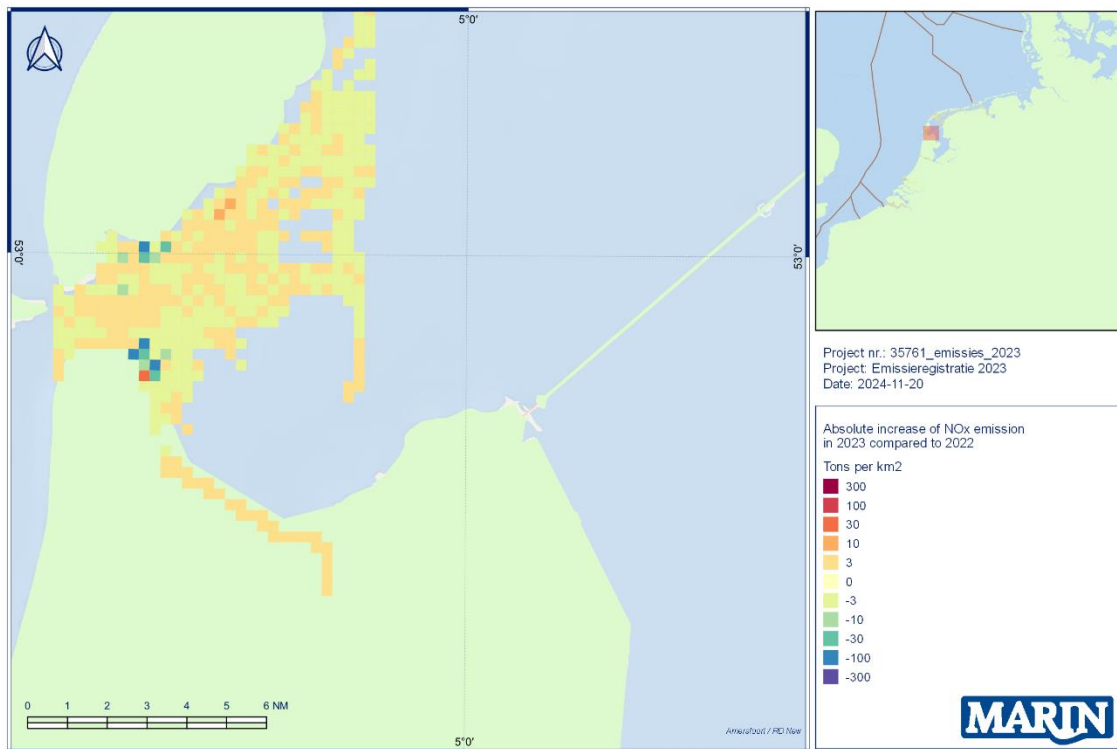 5°0'
53°0'
53°0'
0 1 2 3 4 5 6 NM
5°0'
Amersfoort / RD New
Project nr.: 35761_emissies_2023
Project: Emissieregistratie 2023
Date: 2024-11-20
Absolute increase of NOx emission
in 2023 compared to 2022
Tons per km2
300
100
30
10
3
0
-3
-10
-30
-100
-300
MARIN